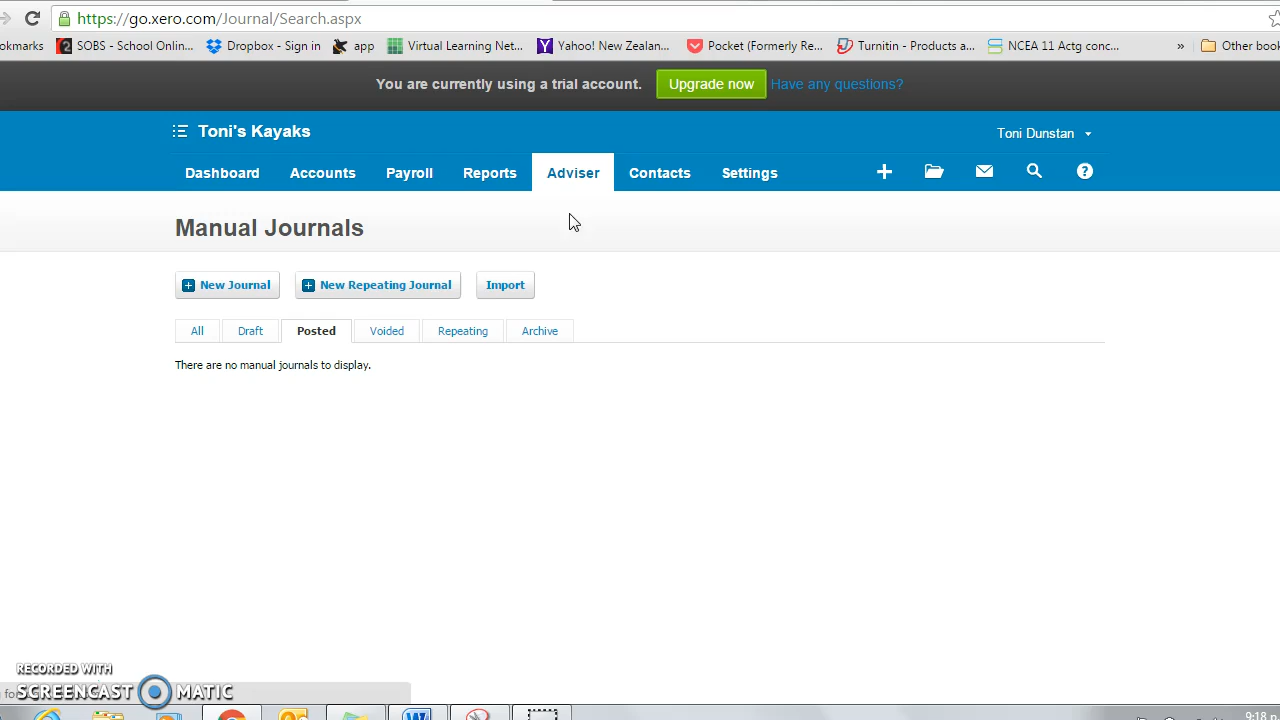 https://go.xero.com/Journal/Search.aspx
okmarks SOBS - School Onlin... Dropbox - sign in app Virtual Learning Net... Yahoo! New Zealan... Pocket (Formerly Re... Turnitin - Products a... NCEA 11 Actg conc... » Other book
You are currently using a trial account. Upgrade now Have any questions?
Toni's Kayaks Toni Dunstan
Dashboard Accounts Payroll Reports Adviser Contacts Settings
Manual Journals
New Journal New Repeating Journal Import
All Draft Posted Voided Repeating Archive
There are no manual journals to display.
RECORDED WITH
SCREENCAST MATIC
9:18